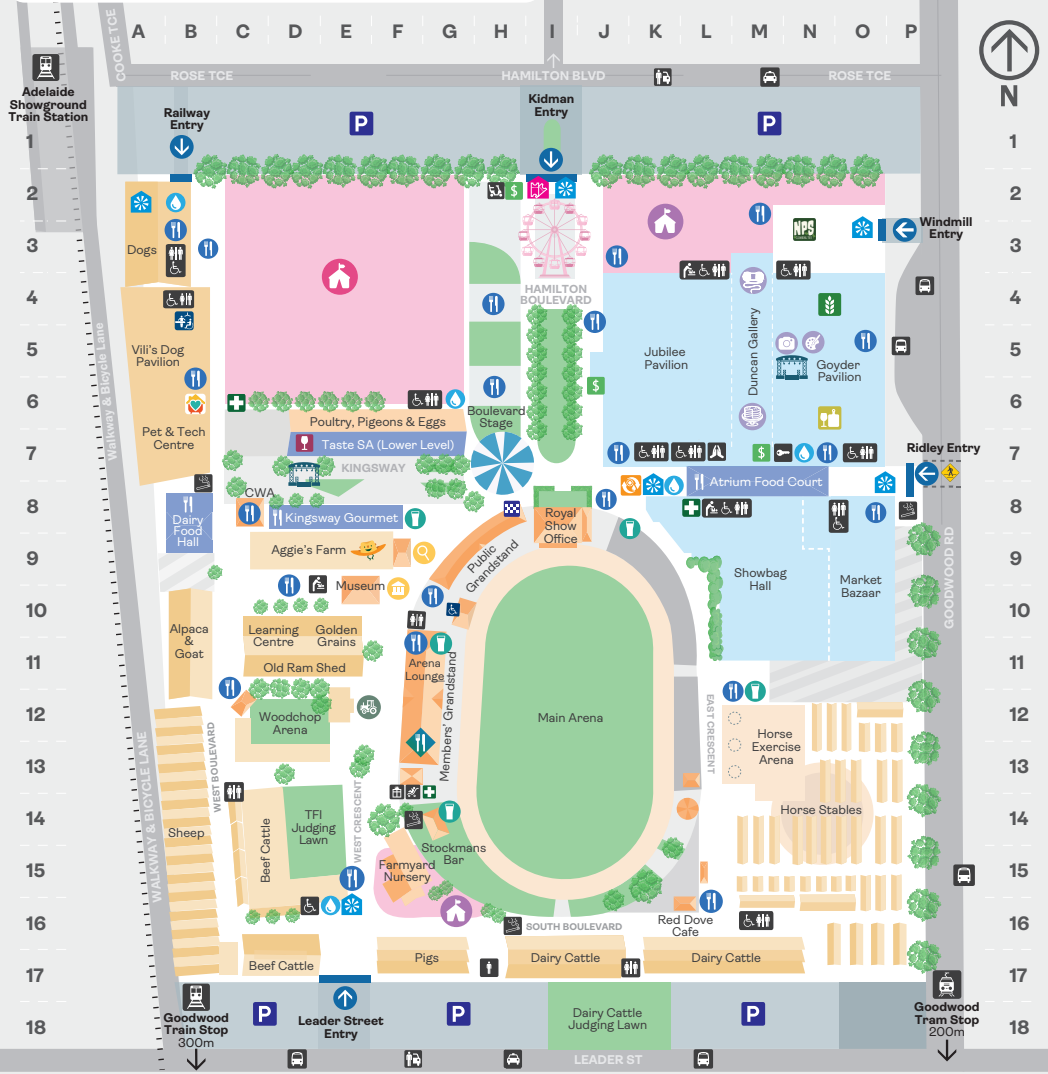 A B C D E F G H I J K L M N O P
COOKE TCE
ROSE TCE
HAMILTON BLVD
ROSE TCE
N
Adelaide
Showground
Train Station
Railway
Entry
Kidman
Entry
P
P
1
1
2
2
$
Dogs
NPS
Windmill
Entry
3
3
HAMILTON
BOULEVARD
4
4
Walkway & Bicycle Lane
Vili's Dog
Pavilion
5
5
Jubilee
Pavilion
Duncan Gallery
Goyder
Pavilion
$
6
6
Boulevard
Stage
Poultry, Pigeons & Eggs
Pet & Tech
Centre
Taste SA (Lower Level)
KINGSWAY
7
7
$
Ridley Entry
Atrium Food Court
CWA
8
8
Dairy
Food
Hall
Kingsway Gourmet
Royal
Show
Office
Aggie's Farm
Public
Grandstand
9
9
Showbag
Hall
Market
Bazaar
GOODWOOD RD
Museum
10
10
Alpaca
&
Goat
Learning
Centre
Golden
Grains
Old Ram Shed
11
11
Arena
Lounge
Members' Grandstand
Main Arena
EAST CRESCENT
12
12
Woodchop
Arena
Horse
Exercise
Arena
WEST BOULEVARD
13
13
WALKWAY & BICYCLE LANE
WEST CRESCENT
Horse Stables
14
14
Sheep
Beef Cattle
TFI
Judging
Lawn
Stockmans
Bar
Farmyard
Nursery
15
15
Red Dove
Cafe
SOUTH BOULEVARD
16
16
Beef Cattle
Pigs
Dairy Cattle
Dairy Cattle
17
17
Goodwood
Train Stop
300m
P
Leader Street
Entry
P
Dairy Cattle
Judging Lawn
P
Goodwood
Tram Stop
200m
18
18
LEADER ST